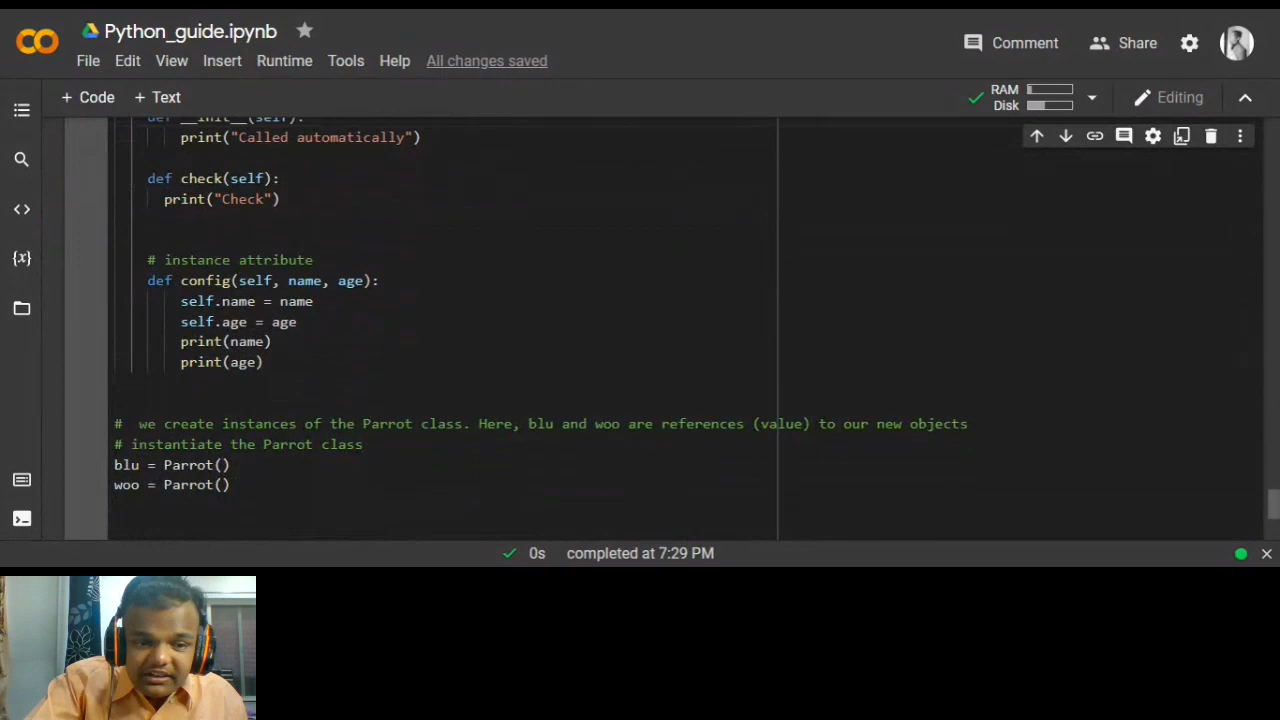 Python_guide.ipynb
File Edit View Insert Runtime Tools Help All changes saved
Comment Share
+ Code + Text
RAM
Disk
Editing
def __init__(self):
print("Called automatically")
def check(self):
print("Check")
# instance attribute
def config(self, name, age):
self.name = name
self.age = age
print(name)
print(age)
# we create instances of the Parrot class. Here, blu and woo are references (value) to our new objects
# instantiate the Parrot class
blu = Parrot()
woo = Parrot()
0s completed at 7:29 PM